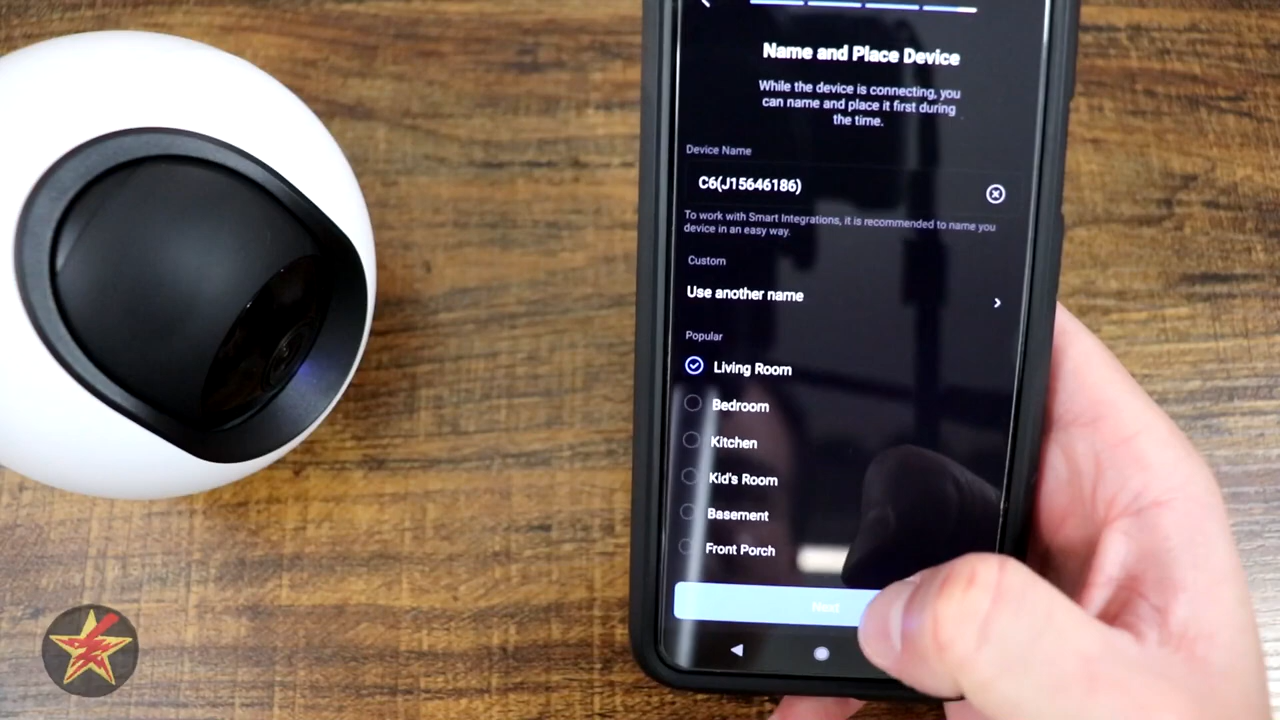 Name and Place Device
While the device is connecting, you
can name and place it first during
the time.
Device Name
C6(J15646186)
To work with Smart Integrations, it is recommended to name you
device in an easy way.
Custom
Use another name
Popular
Living Room
Bedroom
Kitchen
Kid's Room
Basement
Front Porch
Next